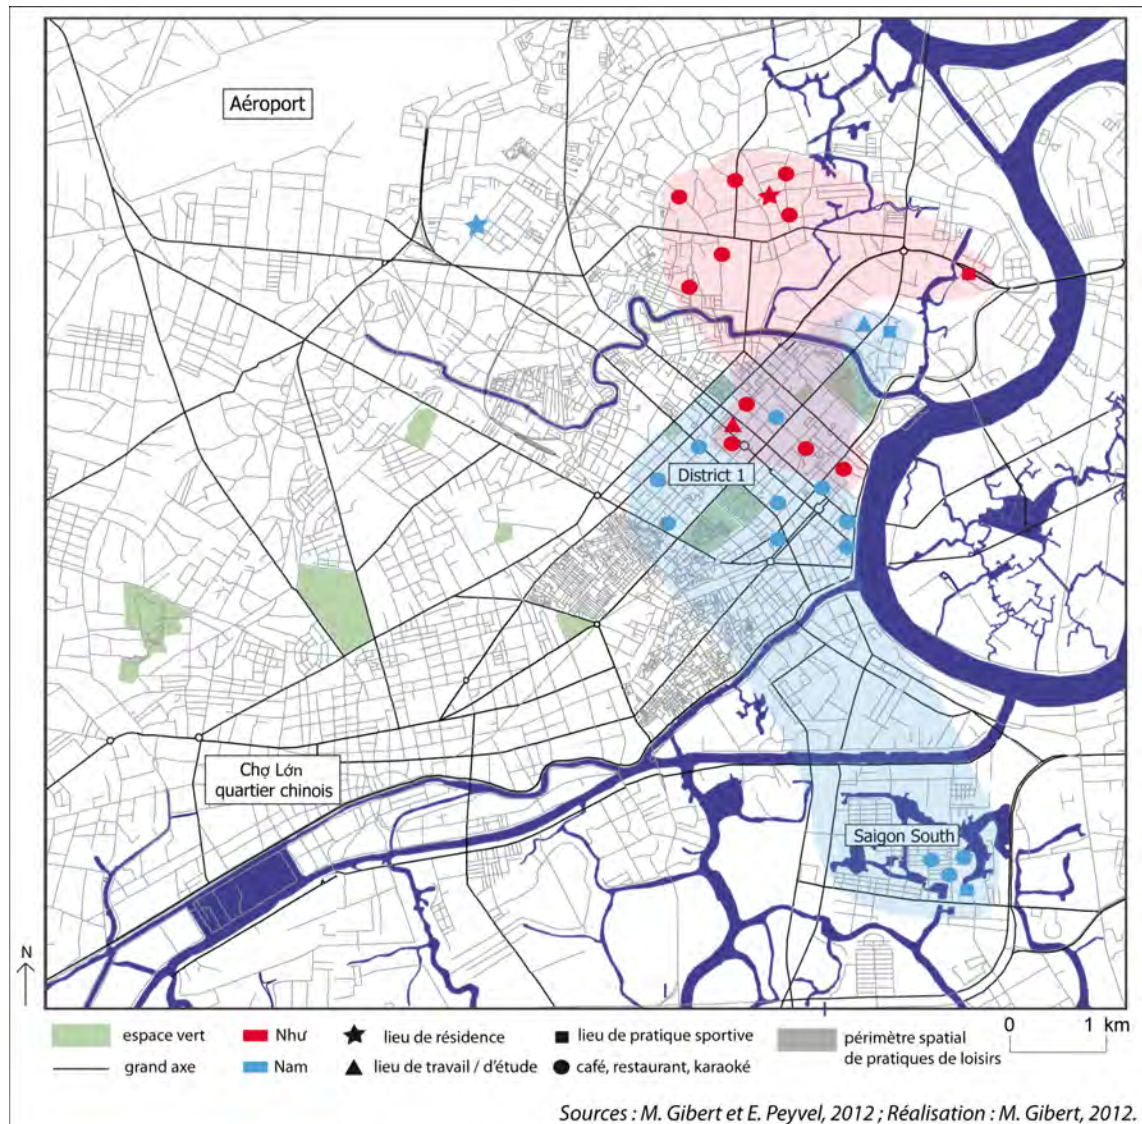 Aéroport
District 1
Chợ Lớn
quartier chinois
Saigon South
N
espace vert
Như
lieu de résidence
lieu de pratique sportive
périmètre spatial
de pratiques de loisirs
0 1 km
grand axe
Nam
lieu de travail / d'étude
café, restaurant, karaoké
Sources : M. Gibert et E. Peyvel, 2012 ; Réalisation : M. Gibert, 2012.